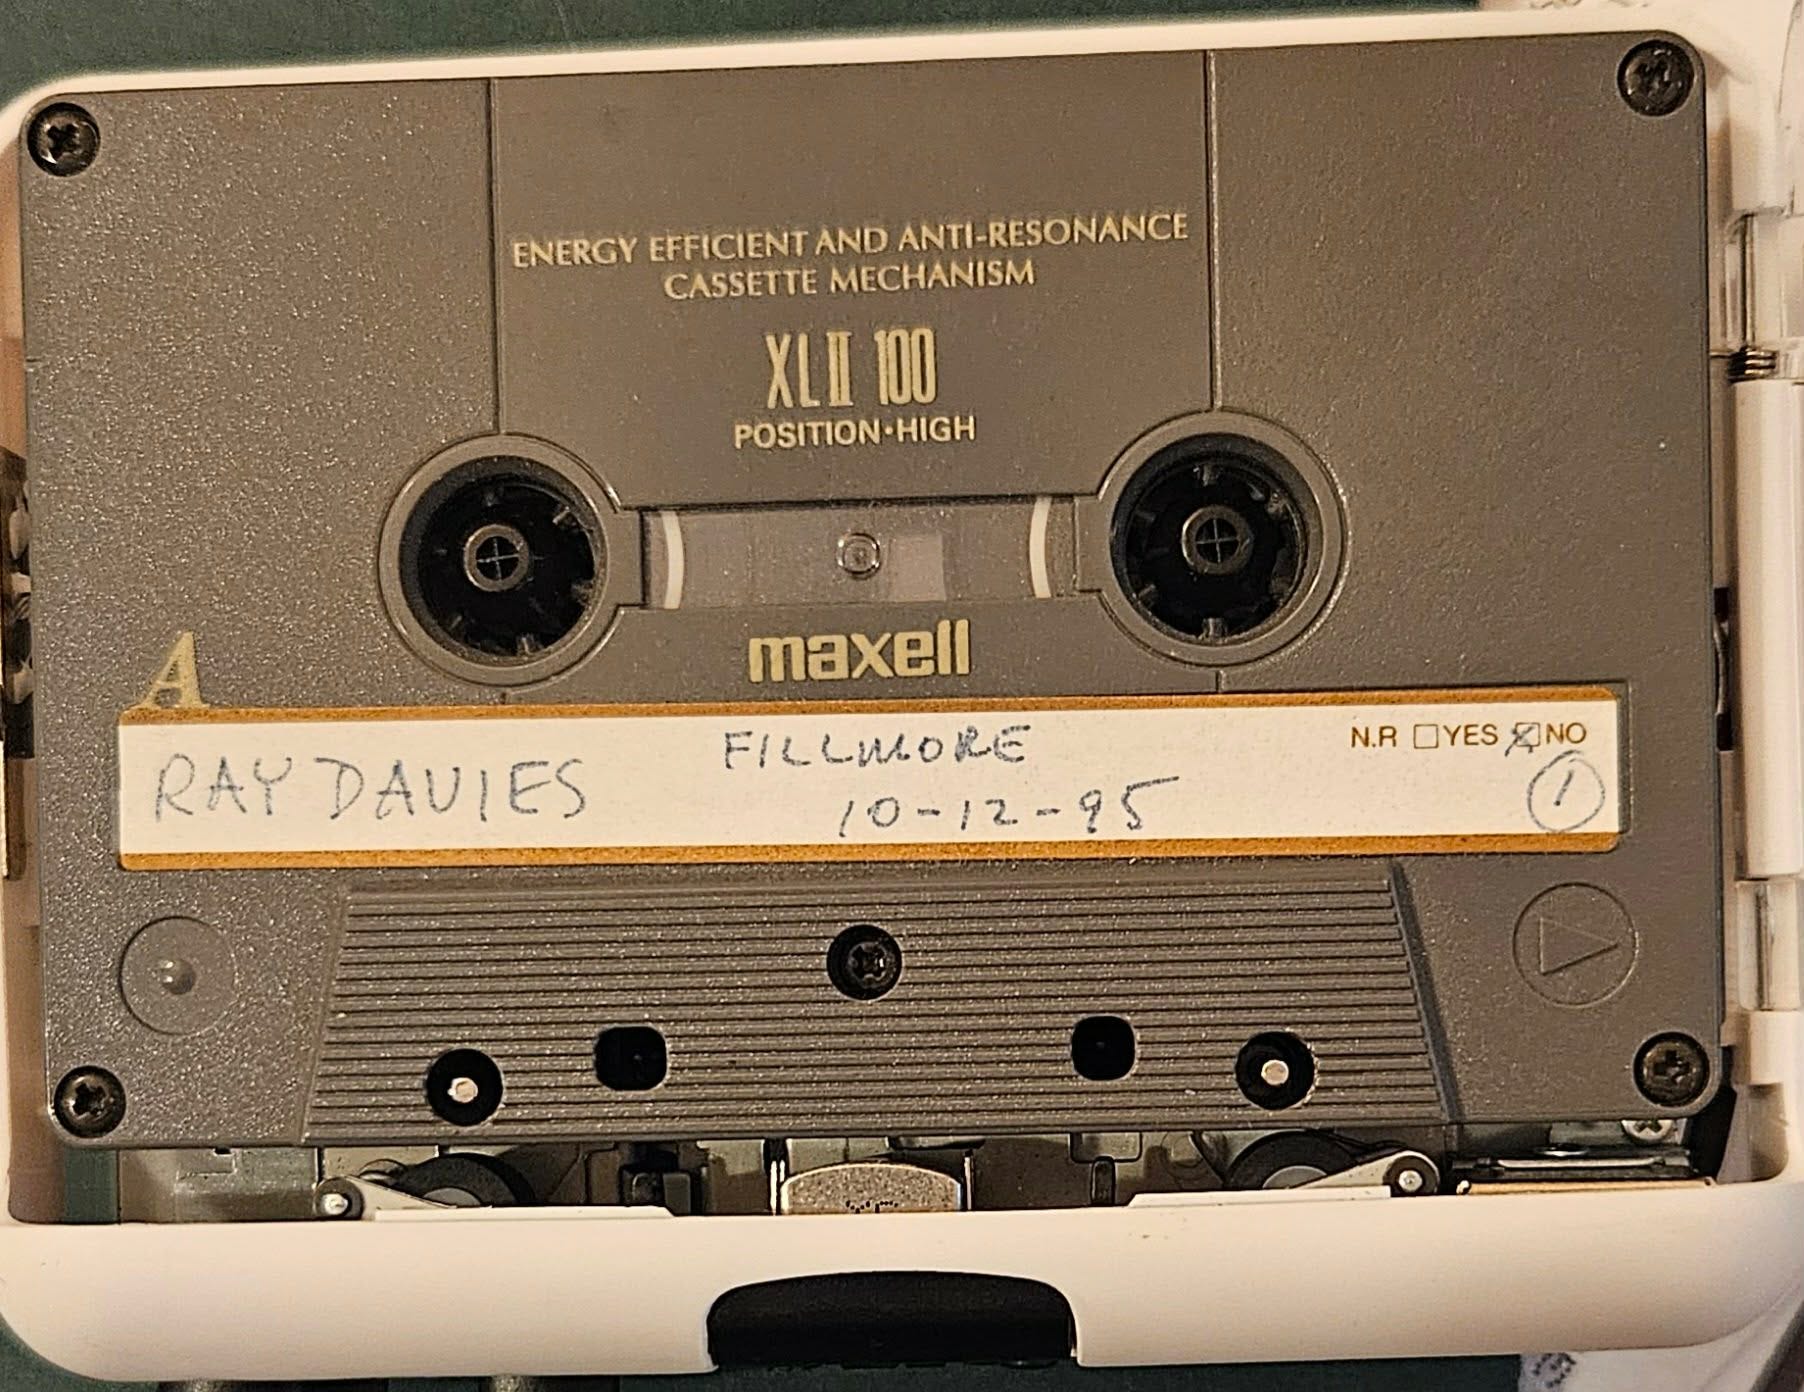 ENERGY EFFICIENT AND ANTI-RESONANCE
CASSETTE MECHANISM
XLII 100
POSITION·HIGH
maxell
A
FILLMORE
N.R □YES ☒NO
RAY DAVIES
10-12-95
1